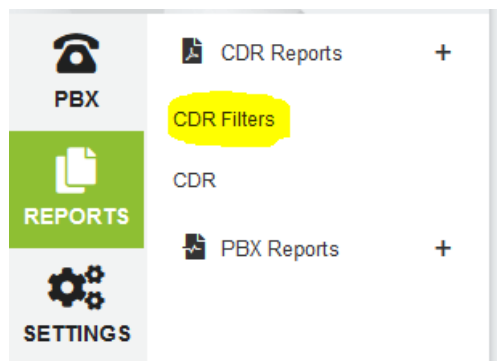 PBX
REPORTS
SETTINGS
CDR Reports +
CDR Filters
CDR
PBX Reports +